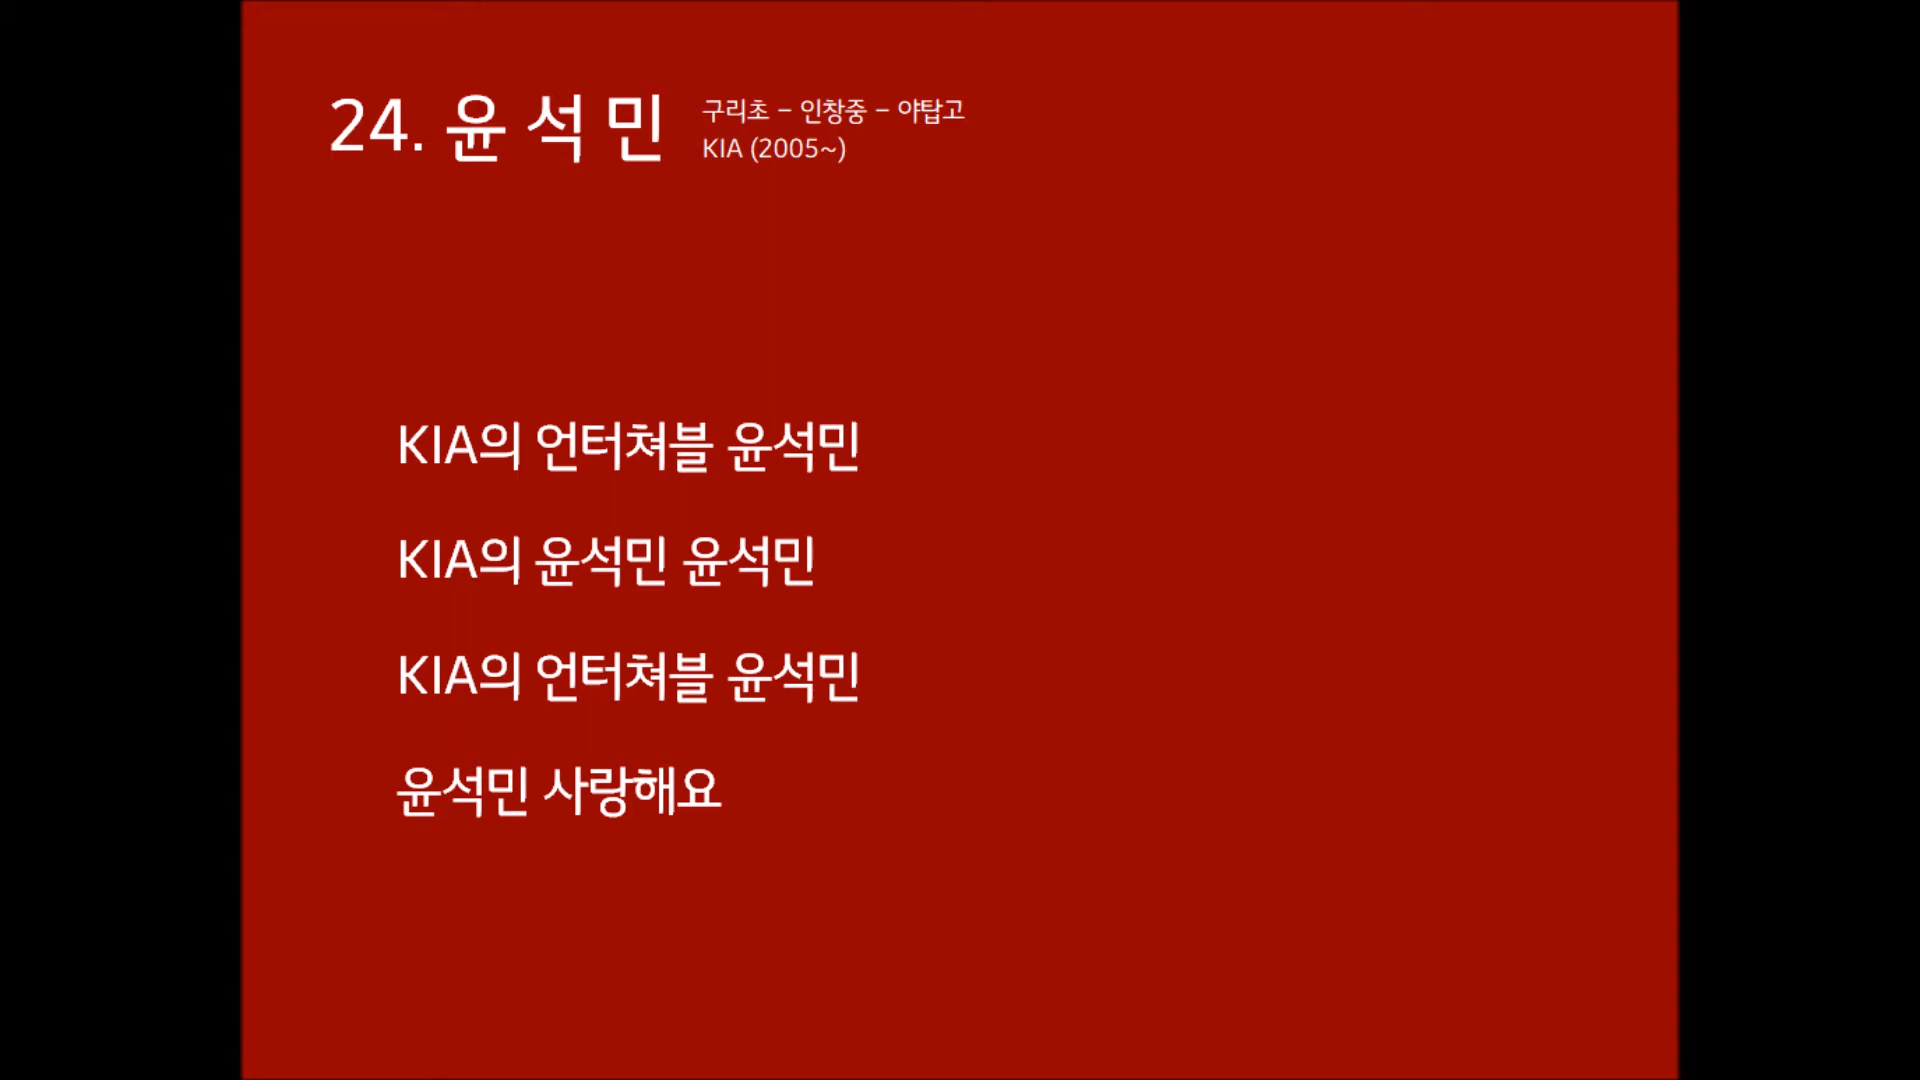 24. 윤 석 민
구리초 – 인창중 – 야탑고
KIA (2005~)
KIA의 언터쳐블 윤석민
KIA의 윤석민 윤석민
KIA의 언터쳐블 윤석민
윤석민 사랑해요